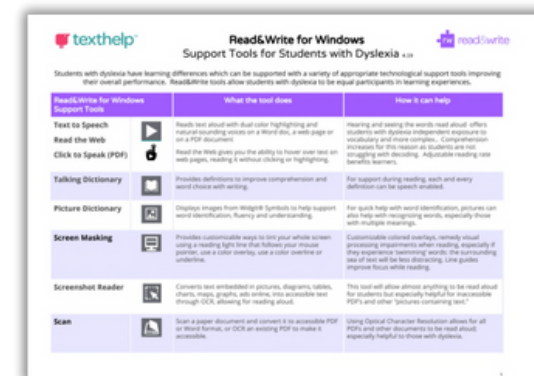 texthelp
Read&Write for Windows
read&write
Support Tools for Students with Dyslexia
Students with dyslexia have learning differences which can be supported with a variety of appropriate technological support tools improving
their overall performance. Read&Write tools allow students with dyslexia to be equal participants in learning experiences.
Read&Write for Windows
Support Tools
What the tool does
How it can help
Text to Speech
Read the Web
Click to Speak (PDF)
Reads text aloud with dual color highlighting and
natural-sounding voices on a Word doc, a web page or
on a PDF document
Read the Web gives you the ability to hover over text on
web pages, reading it without clicking or highlighting.
Hearing and seeing the words read aloud offers
students with dyslexia independent exposure to
vocabulary and more complex. Comprehension
increases for this reason as students are not
struggling with decoding. Adjustable reading rate
benefits learners.
Talking Dictionary
Provides definitions to improve comprehension and
word choice with writing.
For support during reading, each and every
definition can be speech enabled.
Picture Dictionary
Displays images from Widgit® Symbols to help support
word identification, fluency and understanding.
For quick help with word identification, pictures can
also help with recognizing words, especially those
with multiple meanings.
Screen Masking
Provides customizable ways to tint your whole screen
using a reading light line that follows your mouse
pointer, use a color overlay, use a color overline or
underline.
Customizable colored overlays, remedy visual
processing impairments when reading, especially if
they experience 'swimming' words: the surrounding
sea of text will be less distracting. Line guides
improve focus while reading.
Screenshot Reader
Converts text embedded in pictures, diagrams, tables,
charts, maps, graphs, ads online, into accessible text
through OCR, allowing for reading aloud.
This tool will allow almost anything to be read aloud
for students but especially helpful for inaccessible
PDF's and other "pictures containing text."
Scan
Scan a paper document and convert it to accessible PDF
or Word format, or OCR an existing PDF to make it
accessible.
Using Optical Character Resolution allows for all
PDFs and other documents to be read aloud;
especially helpful to those with dyslexia.